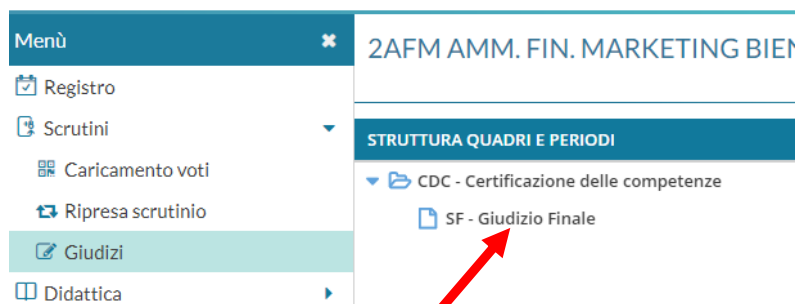 Menù
2AFM AMM. FIN. MARKETING BIEN
Registro
Scrutini
STRUTTURA QUADRI E PERIODI
Caricamento voti
CDC - Certificazione delle competenze
Ripresa scrutinio
SF - Giudizio Finale
Giudizi
Didattica